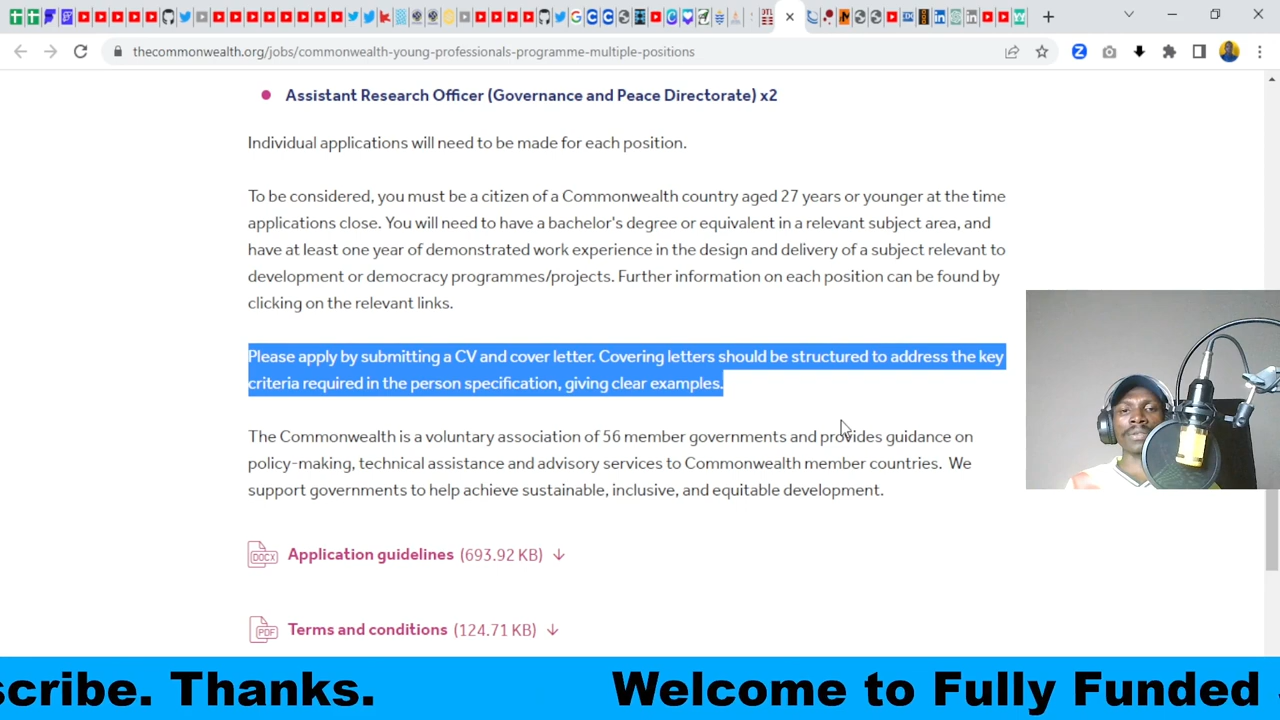 thecommonwealth.org/jobs/commonwealth-young-professionals-programme-multiple-positions
Assistant Research Officer (Governance and Peace Directorate) x2
Individual applications will need to be made for each position.
To be considered, you must be a citizen of a Commonwealth country aged 27 years or younger at the time
applications close. You will need to have a bachelor's degree or equivalent in a relevant subject area, and
have at least one year of demonstrated work experience in the design and delivery of a subject relevant to
development or democracy programmes/projects. Further information on each position can be found by
clicking on the relevant links.
Please apply by submitting a CV and cover letter. Covering letters should be structured to address the key
criteria required in the person specification, giving clear examples.
The Commonwealth is a voluntary association of 56 member governments and provides guidance on
policy-making, technical assistance and advisory services to Commonwealth member countries. We
support governments to help achieve sustainable, inclusive, and equitable development.
DOCX Application guidelines (693.92 KB)
PDF Terms and conditions (124.71 KB)
scribe. Thanks. Welcome to Fully Funded